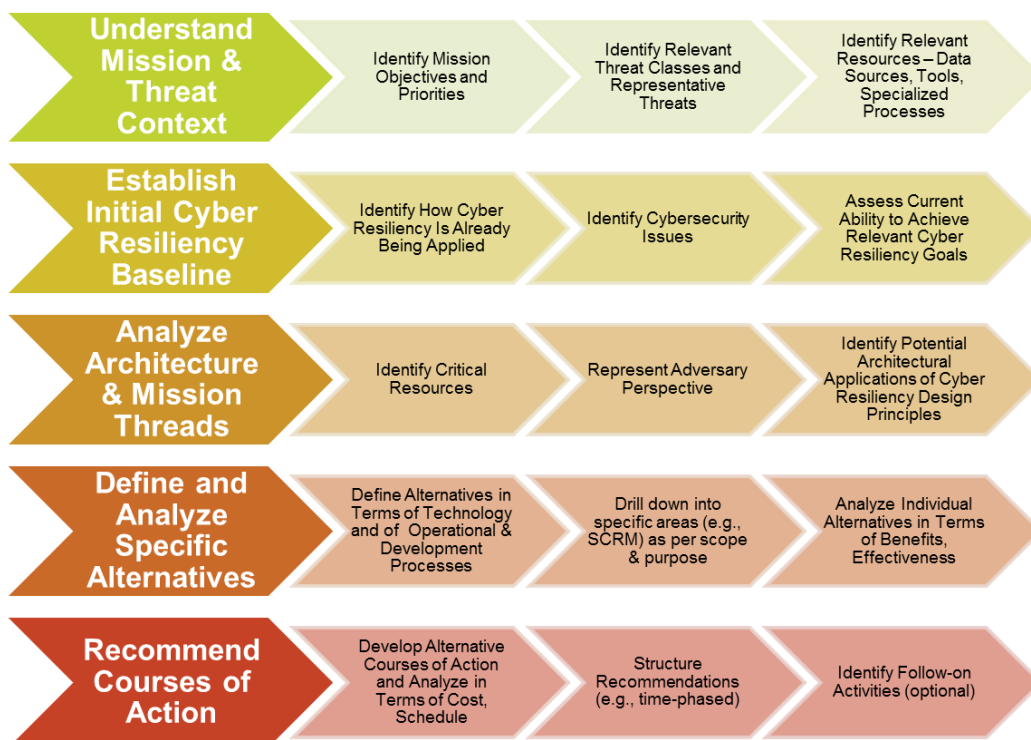 Understand
Mission &
Threat
Context
Identify Mission
Objectives and
Priorities
Identify Relevant
Threat Classes and
Representative
Threats
Identify Relevant
Resources – Data
Sources, Tools,
Specialized
Processes
Establish
Initial Cyber
Resiliency
Baseline
Identify How Cyber
Resiliency Is Already
Being Applied
Identify Cybersecurity
Issues
Assess Current
Ability to Achieve
Relevant Cyber
Resiliency Goals
Analyze
Architecture
& Mission
Threads
Identify Critical
Resources
Represent Adversary
Perspective
Identify Potential
Architectural
Applications of Cyber
Resiliency Design
Principles
Define and
Analyze
Specific
Alternatives
Define Alternatives in
Terms of Technology
and of Operational &
Development
Processes
Drill down into
specific areas (e.g.,
SCRM) as per scope
& purpose
Analyze Individual
Alternatives in Terms
of Benefits,
Effectiveness
Recommend
Courses of
Action
Develop Alternative
Courses of Action
and Analyze in
Terms of Cost,
Schedule
Structure
Recommendations
(e.g., time-phased)
Identify Follow-on
Activities (optional)